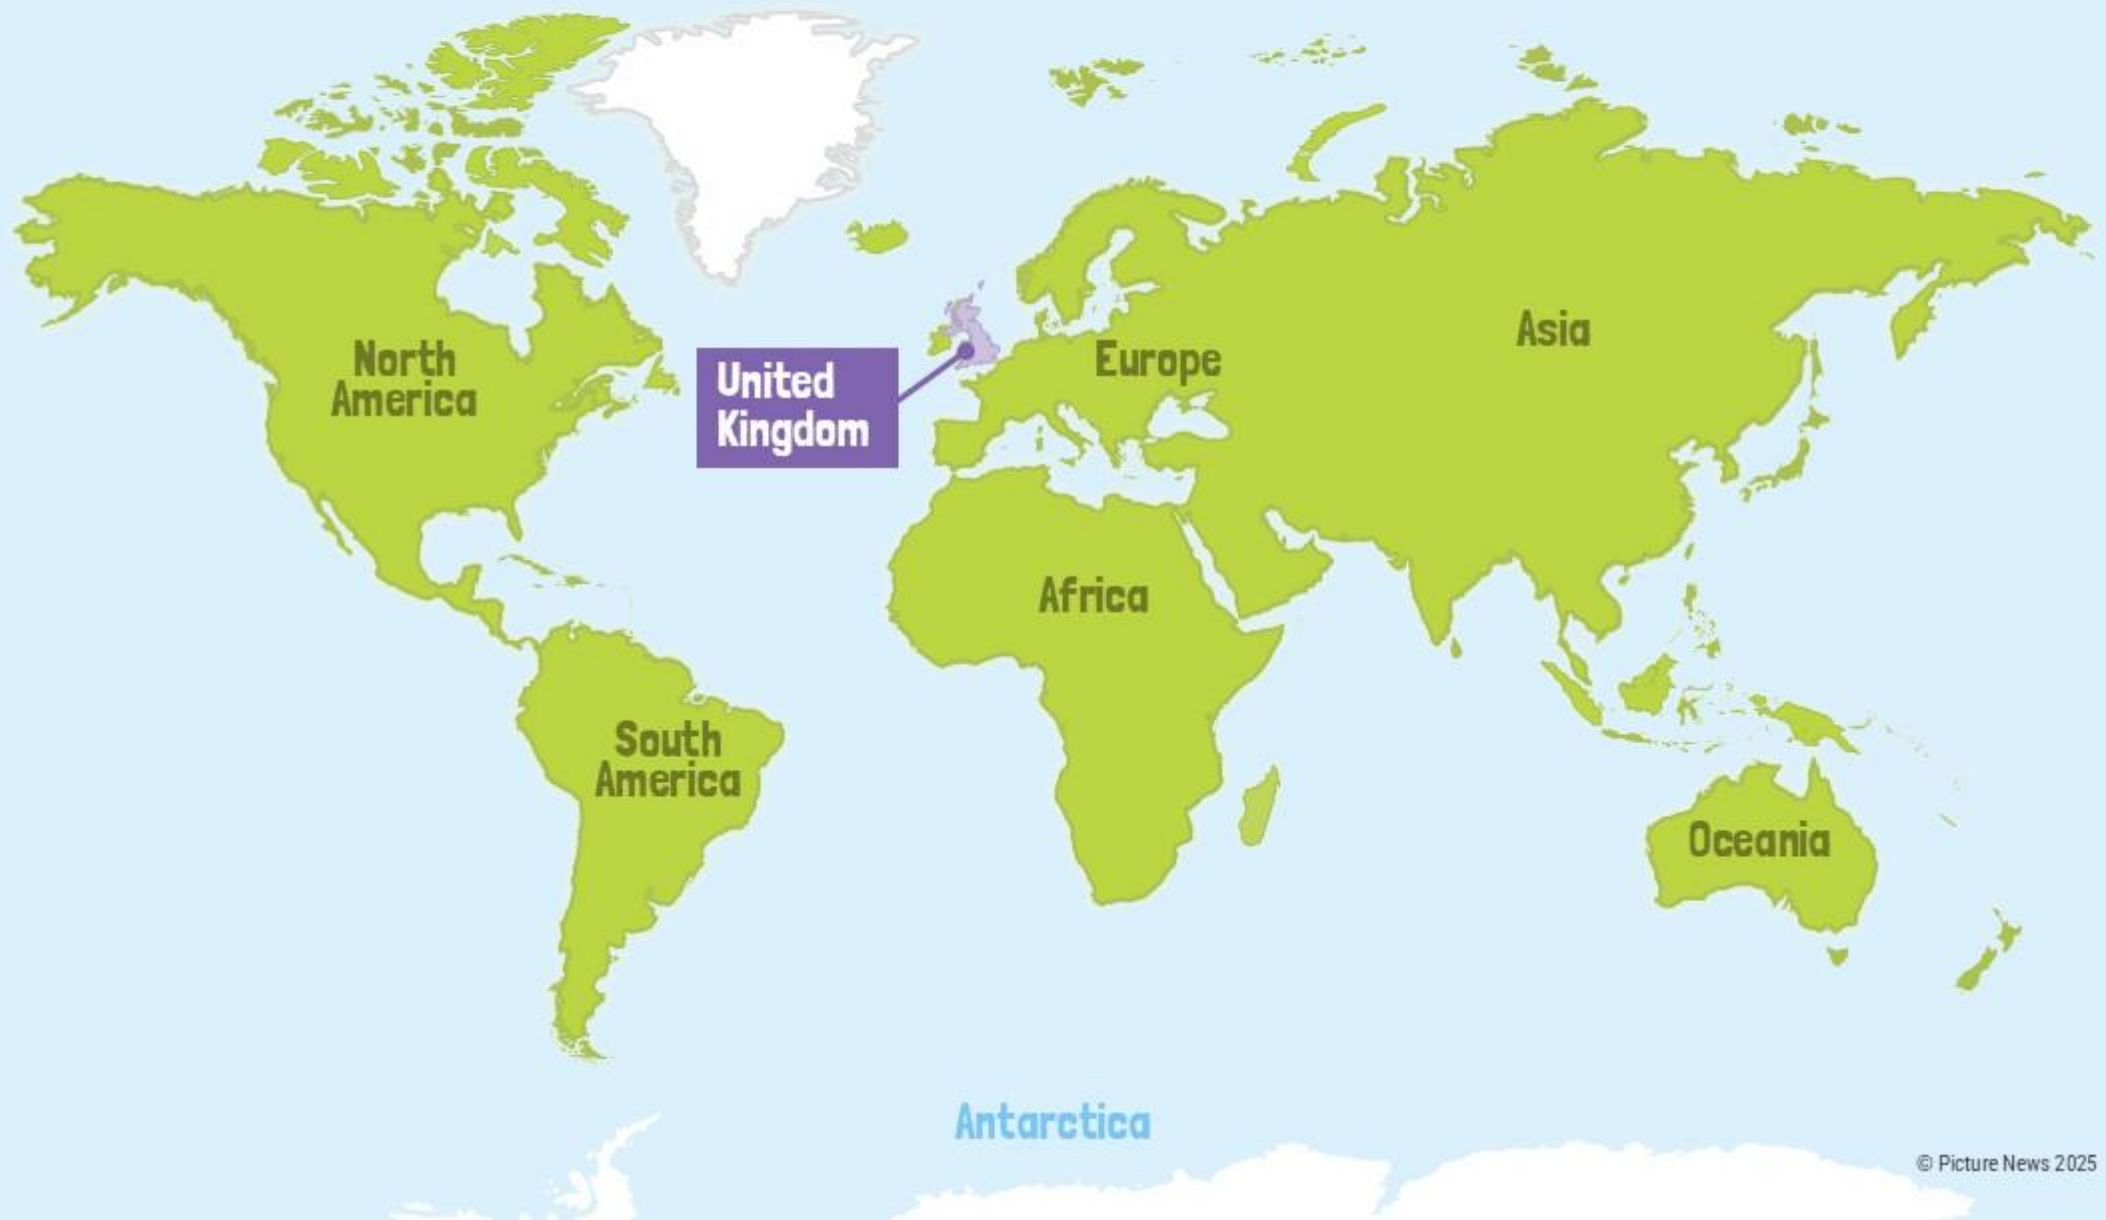 North
America
United
Kingdom
Europe
Asia
Africa
South
America
Oceania
Antarctica
© Picture News 2025